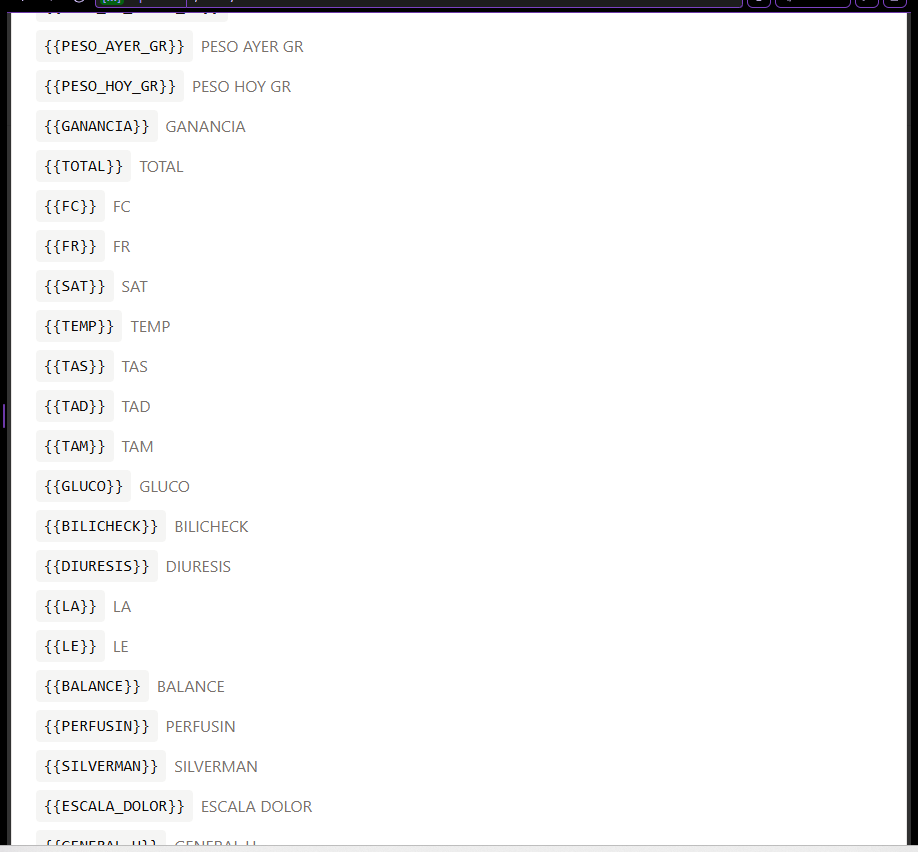 {{PESO_AYER_GR}} PESO AYER GR
{{PESO_HOY_GR}} PESO HOY GR
{{GANANCIA}} GANANCIA
{{TOTAL}} TOTAL
{{FC}} FC
{{FR}} FR
{{SAT}} SAT
{{TEMP}} TEMP
{{TAS}} TAS
{{TAD}} TAD
{{TAM}} TAM
{{GLUCO}} GLUCO
{{BILICHECK}} BILICHECK
{{DIURESIS}} DIURESIS
{{LA}} LA
{{LE}} LE
{{BALANCE}} BALANCE
{{PERFUSIN}} PERFUSIN
{{SILVERMAN}} SILVERMAN
{{ESCALA_DOLOR}} ESCALA DOLOR